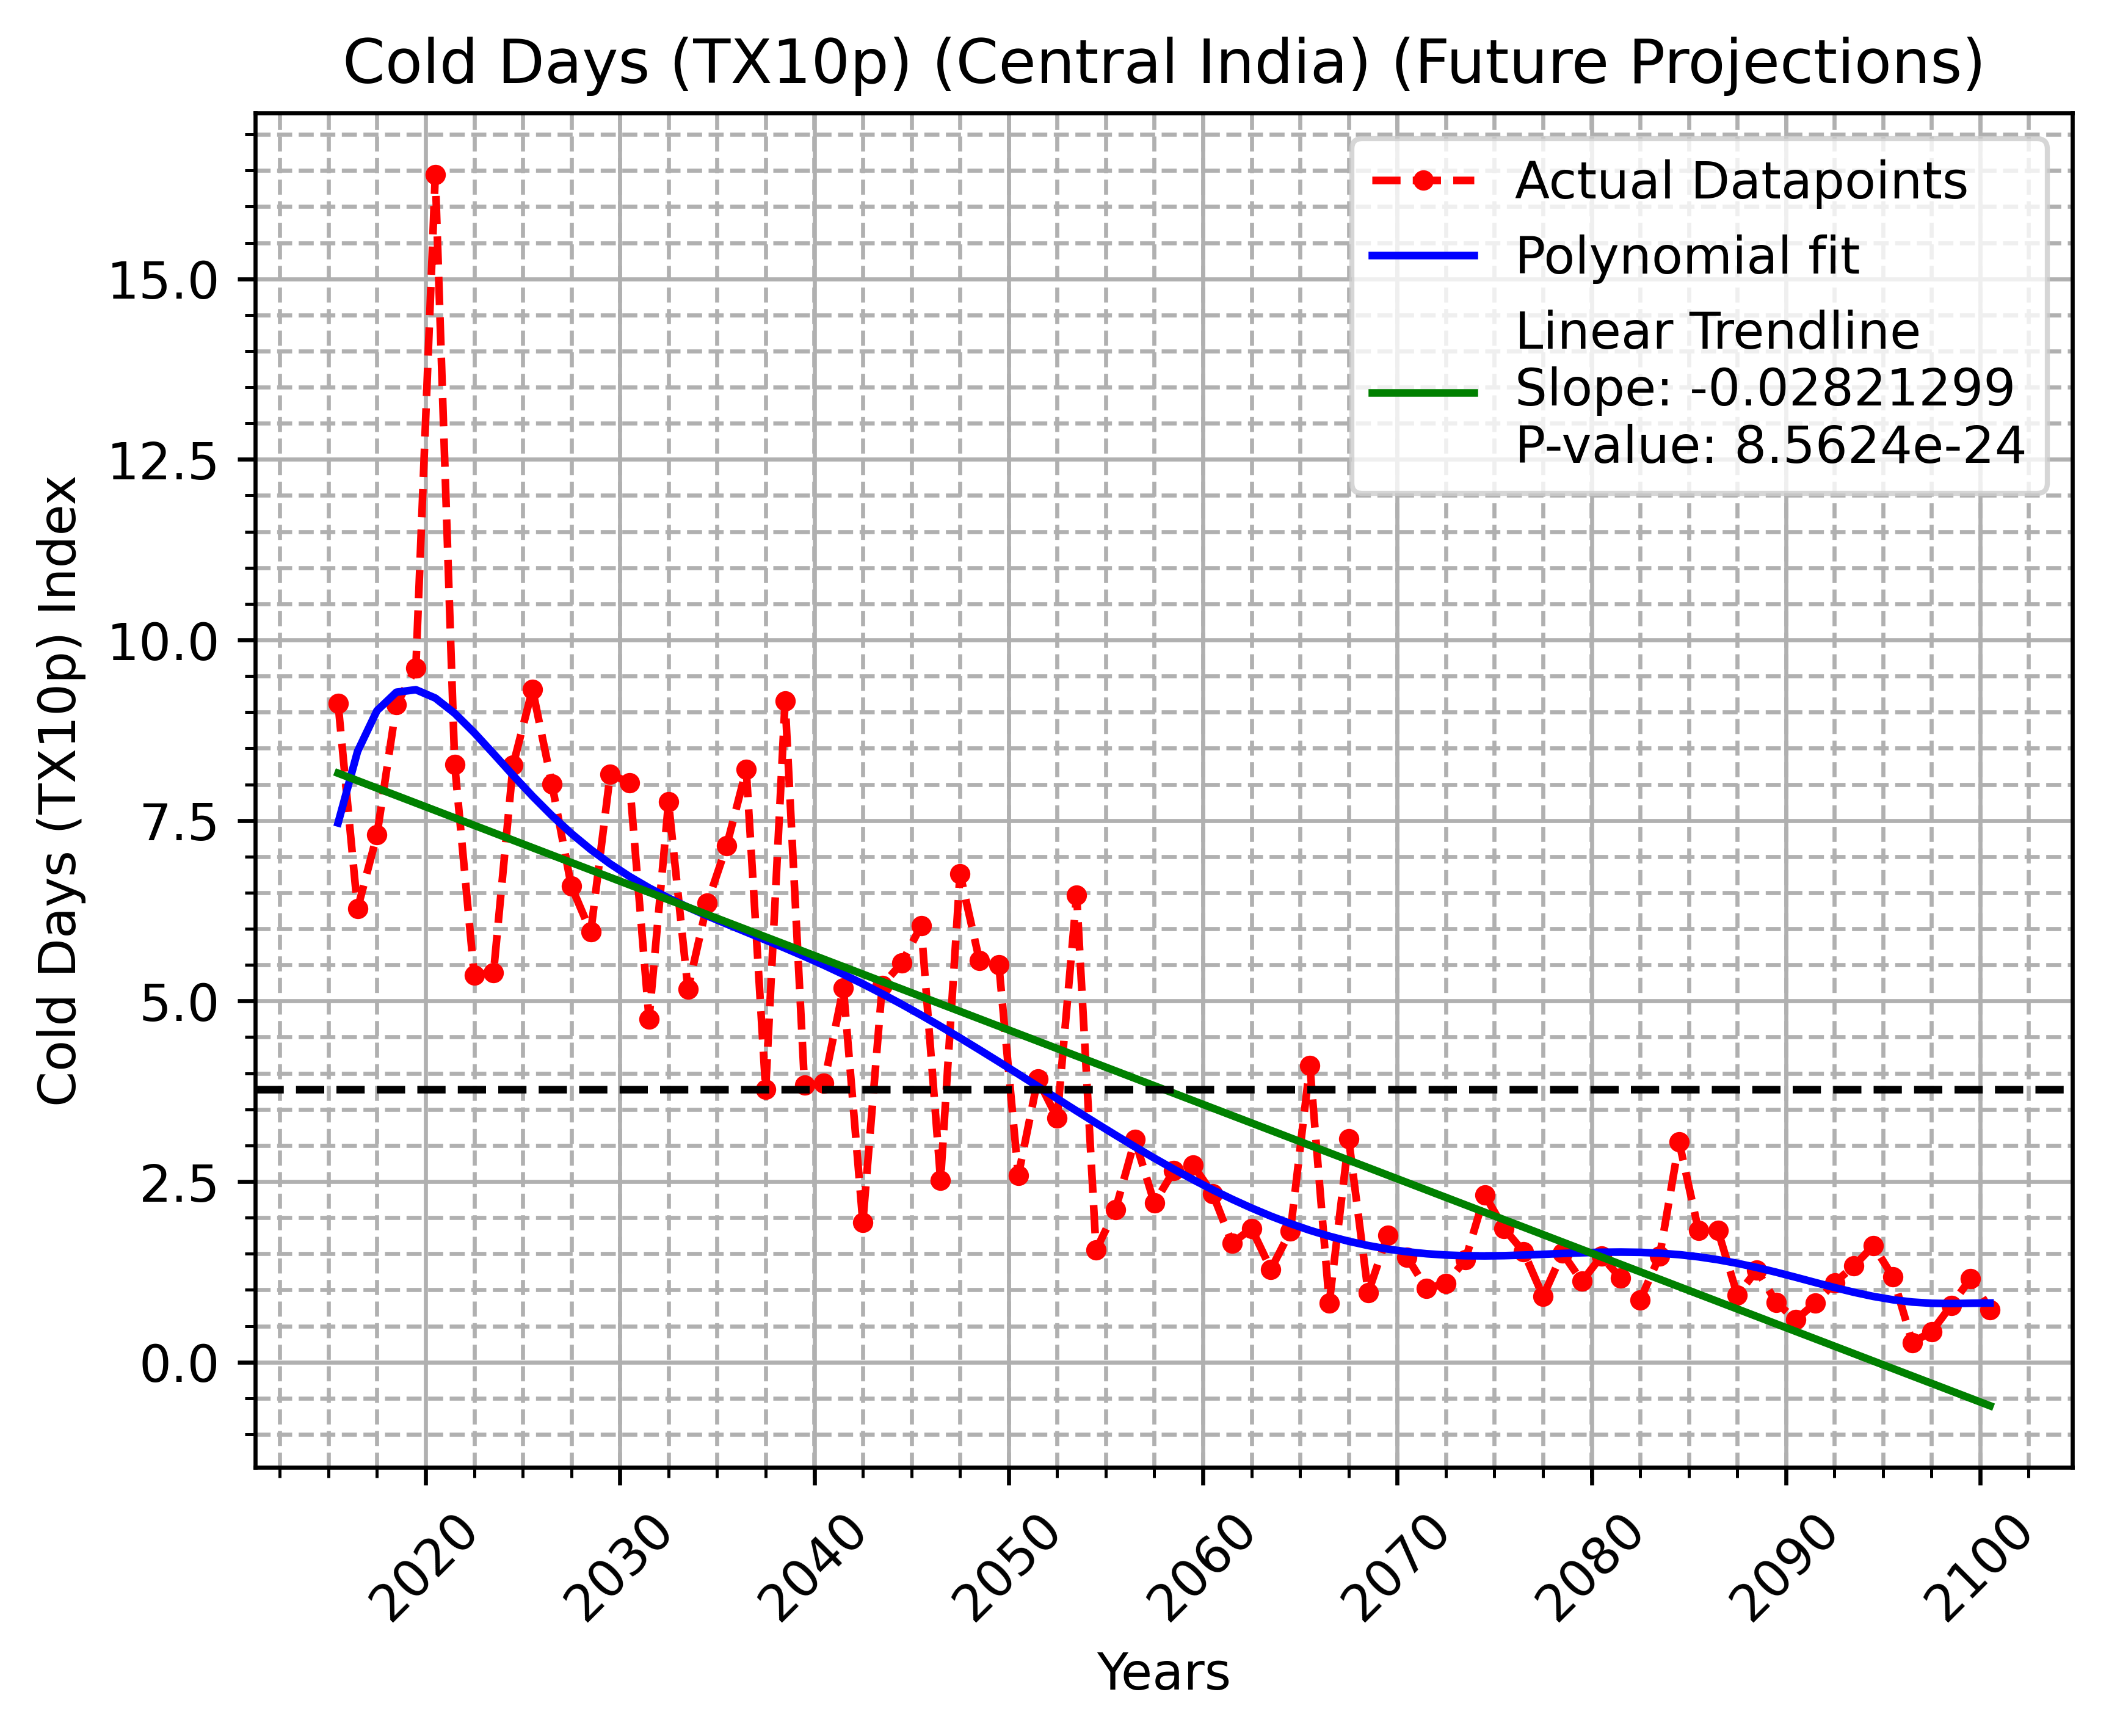 Cold Days (TX10p) (Central India) (Future Projections)
Actual Datapoints
Polynomial fit
Linear Trendline
Slope: -0.02821299
P-value: 8.5624e-24
Cold Days (TX10p) Index
15.0
12.5
10.0
7.5
5.0
2.5
0.0
2020 2030 2040 2050 2060 2070 2080 2090 2100
Years